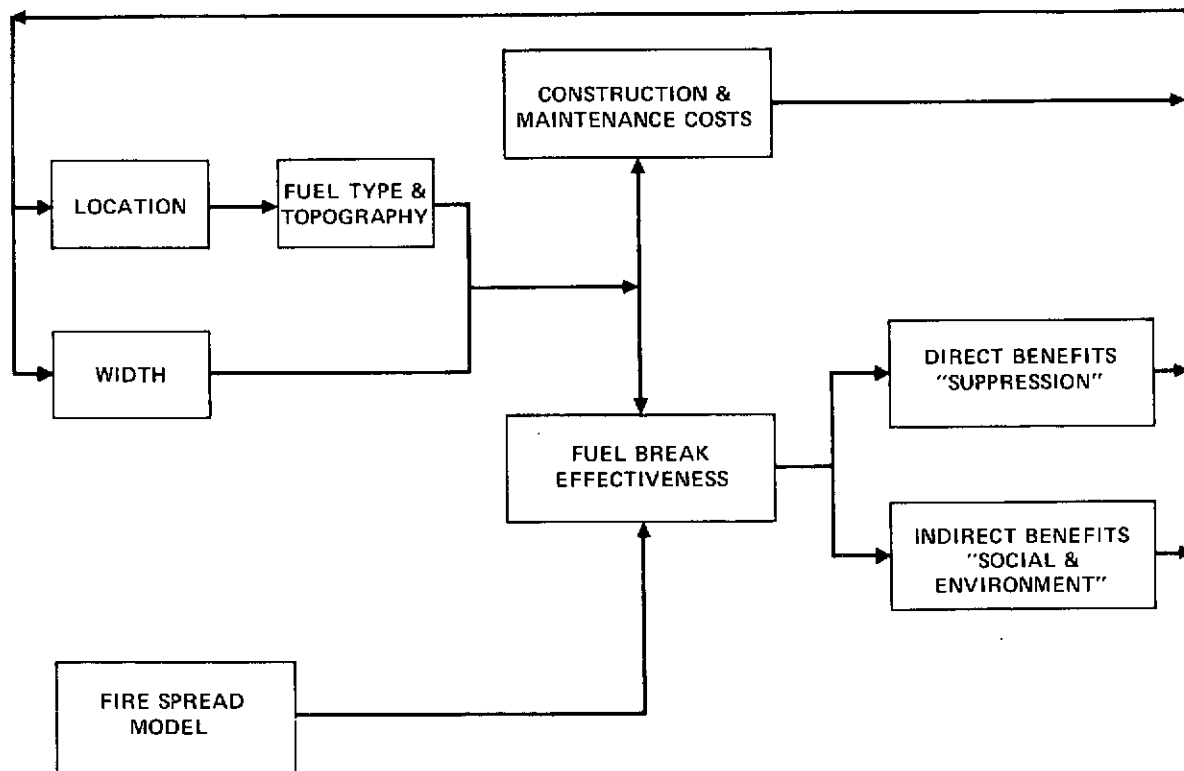 CONSTRUCTION &
MAINTENANCE COSTS
LOCATION
FUEL TYPE &
TOPOGRAPHY
WIDTH
DIRECT BENEFITS
"SUPPRESSION"
FUEL BREAK
EFFECTIVENESS
INDIRECT BENEFITS
"SOCIAL &
ENVIRONMENT"
FIRE SPREAD
MODEL